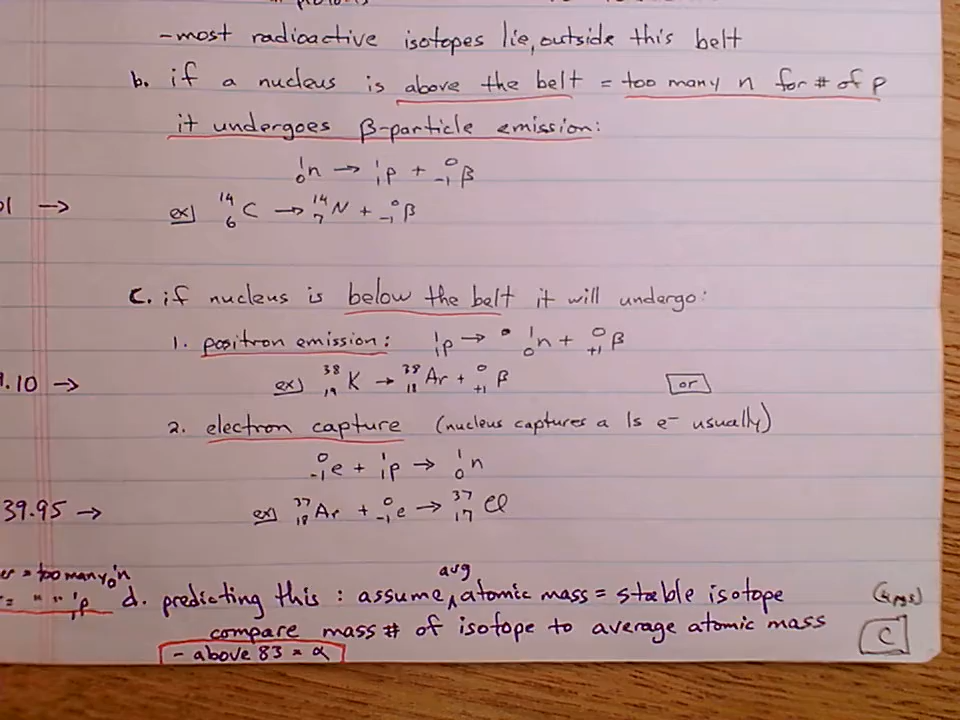 -most radioactive isotopes lie, outside this belt
b. if a nucleus is above the belt = too many n for # of p
it undergoes β-particle emission:
¹₀n → ¹₁p + ⁰₋₁β
01 → ex] ¹⁴₆C → ¹⁴₇N + ⁰₋₁β
C. if nucleus is below the belt it will undergo:
1. positron emission: ¹₁p → ¹₀n + ⁰₊₁β
9.10 → ex] ³⁸₁₉K → ³⁸₁₈Ar + ⁰₊₁β or
2. electron capture (nucleus captures a 1s e⁻ usually)
⁰₋₁e + ¹₁p → ¹₀n
39.95 → ex] ³⁷₁₈Ar + ⁰₋₁e → ³⁷₁₇Cl
= too many ¹₀n
avg
= " " ¹₁p d. predicting this : assume ^ atomic mass = stable isotope
compare mass # of isotope to average atomic mass
C
- above 83 = α